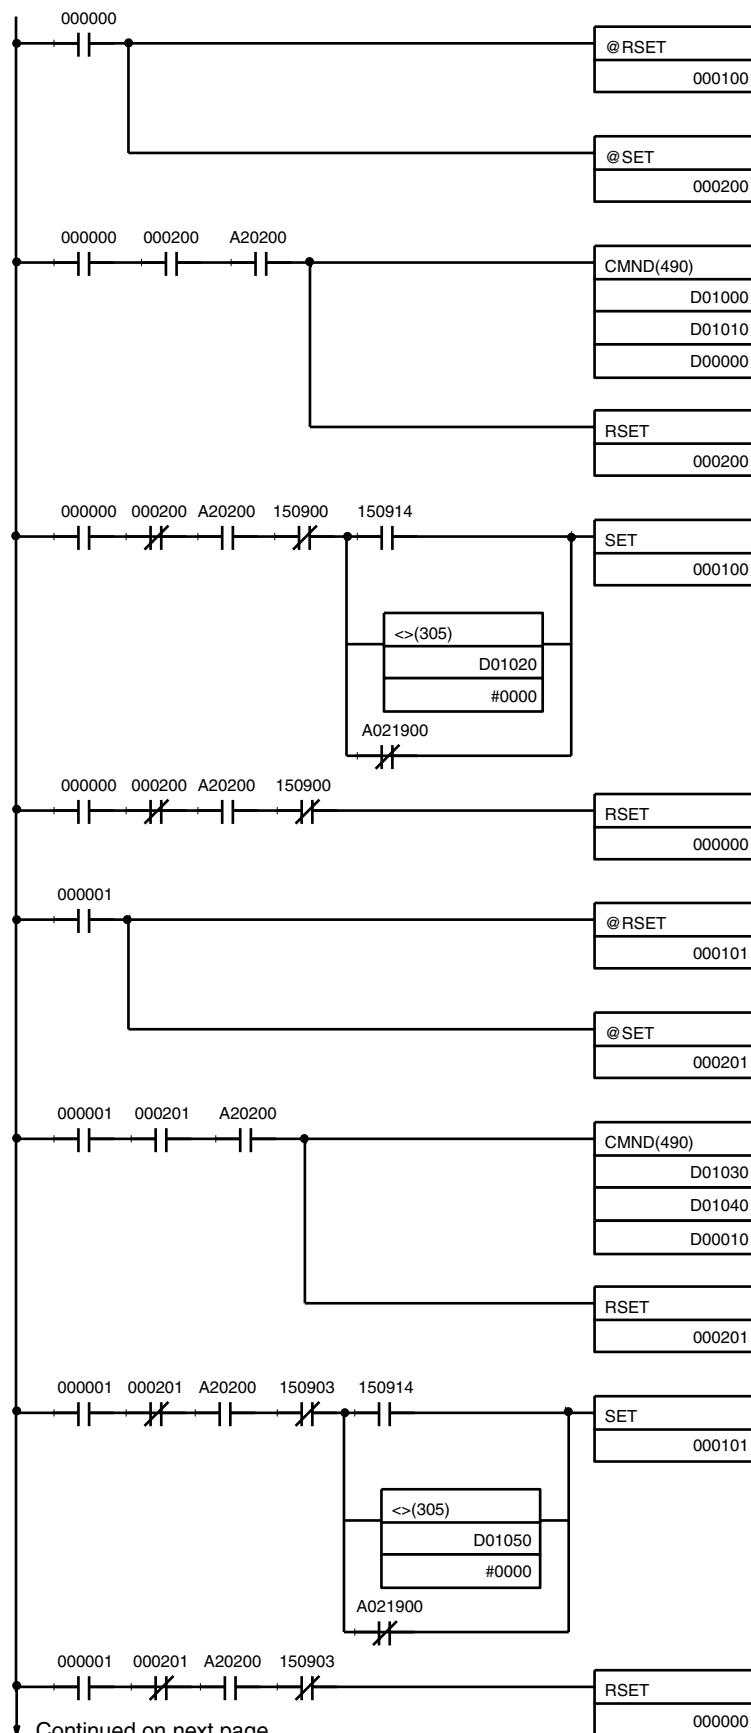 000000
@RSET
000100
@SET
000200
000000 000200 A20200
CMND(490)
D01000
D01010
D00000
RSET
000200
000000 000200 A20200 150900 150914
SET
000100
<>(305)
D01020
#0000
A021900
000000 000200 A20200 150900
RSET
000000
000001
@RSET
000101
@SET
000201
000001 000201 A20200
CMND(490)
D01030
D01040
D00010
RSET
000201
000001 000201 A20200 150903 150914
SET
000101
<>(305)
D01050
#0000
A021900
000001 000201 A20200 150903
RSET
000000
Continued on next page